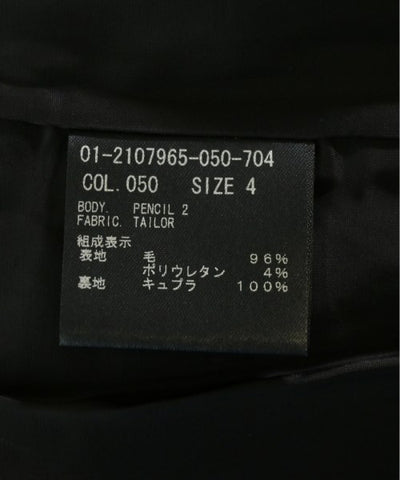 01-2107965-050-704
COL. 050 SIZE 4
BODY. PENCIL 2
FABRIC. TAILOR
組成表示
表地 毛 96%
ポリウレタン 4%
裏地 キュプラ 100%